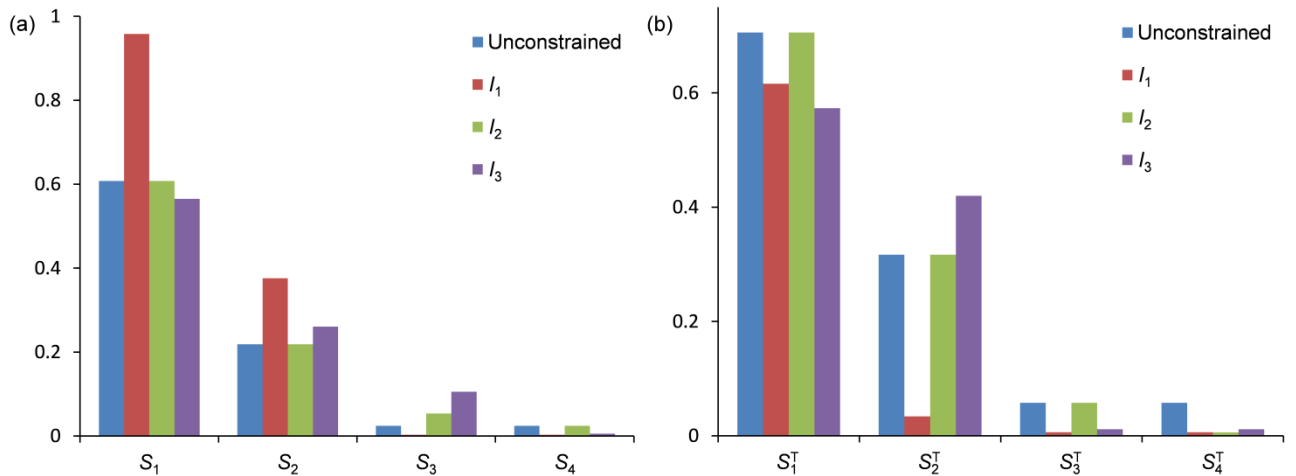 (a)
1
0.8
0.6
0.4
0.2
0
Unconstrained
I₁
I₂
I₃
S₁ S₂ S₃ S₄
(b)
0.6
0.4
0.2
0
Unconstrained
I₁
I₂
I₃
S₁ᵀ S₂ᵀ S₃ᵀ S₄ᵀ